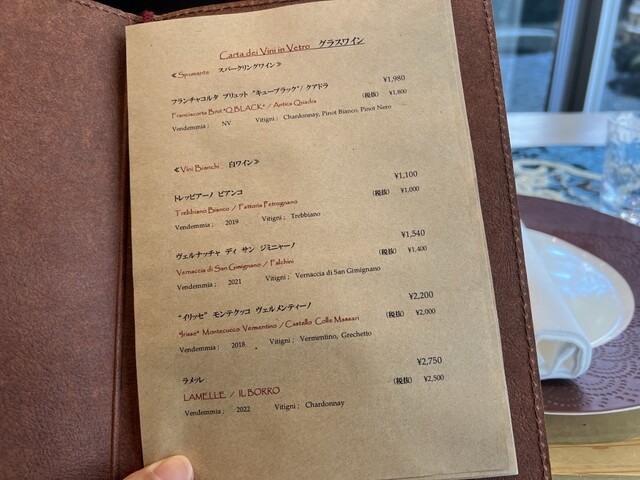 Carta dei Vini in Vetro グラスワイン
≪Spumante スパークリングワイン≫
フランチャコルタ ブリュット “キューブラック”/ クアドラ ¥1,980
Franciacorta Brut "Q.BLACK" / Antica Quadra (税抜) ¥1,800
Vendemmia ; NV Vitigni ; Chardonnay, Pinot Bianco, Pinot Nero
≪Vini Bianchi 白ワイン≫
トレッビアーノ ビアンコ ¥1,100
Trebbiano Bianco / Fattoria Petrognano (税抜) ¥1,000
Vendemmia ; 2019 Vitigni ; Trebbiano
ヴェルナッチャ ディ サン ジミニャーノ ¥1,540
Vernaccia di San Gimignano / Falchini (税抜) ¥1,400
Vendemmia ; 2021 Vitigni ; Vernaccia di San Gimignano
“イリッセ” モンテクッコ ヴェルメンティーノ ¥2,200
"Irisse" Montecucco Vermentino / Castello Colle Massari (税抜) ¥2,000
Vendemmia ; 2018 Vitigni ; Vermentino, Grechetto
ラメッレ ¥2,750
LAMELLE / IL BORRO (税抜) ¥2,500
Vendemmia ; 2022 Vitigni ; Chardonnay